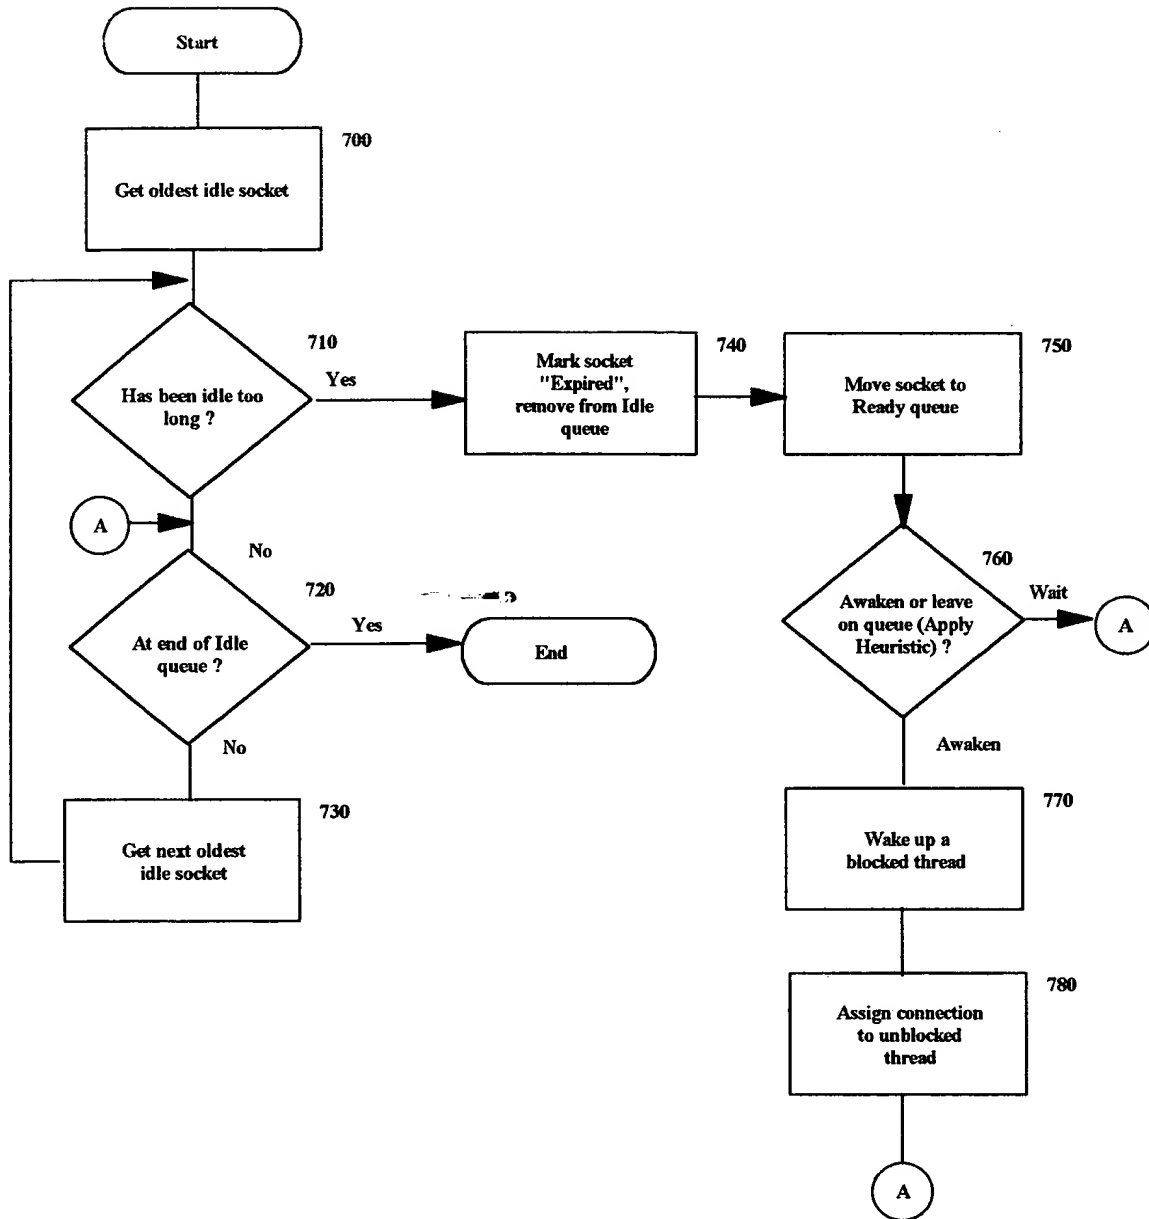 Start
700
Get oldest idle socket
710
Has been idle too
long ?
Yes
740
Mark socket
"Expired",
remove from Idle
queue
750
Move socket to
Ready queue
A
No
720
At end of Idle
queue ?
Yes
End
760
Awaken or leave
on queue (Apply
Heuristic) ?
Wait
A
No
Awaken
730
Get next oldest
idle socket
770
Wake up a
blocked thread
780
Assign connection
to unblocked
thread
A